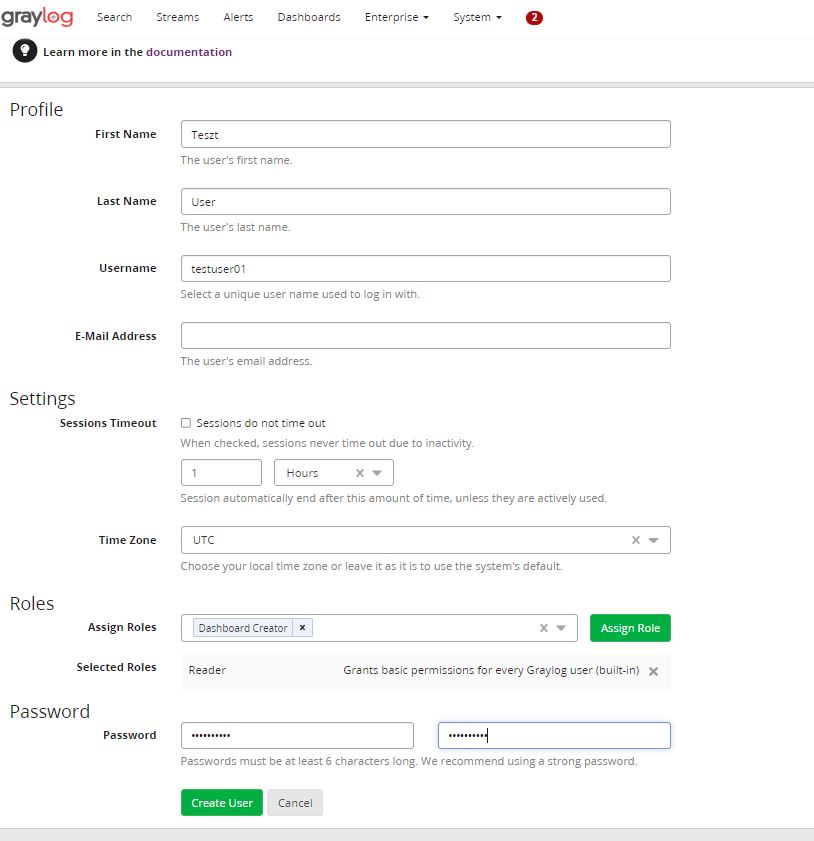 graylog Search Streams Alerts Dashboards Enterprise System 2
Learn more in the documentation
Profile
First Name Teszt
The user's first name.
Last Name User
The user's last name.
Username testuser01
Select a unique user name used to log in with.
E-Mail Address
The user's email address.
Settings
Sessions Timeout Sessions do not time out
When checked, sessions never time out due to inactivity.
1 Hours
Session automatically end after this amount of time, unless they are actively used.
Time Zone UTC
Choose your local time zone or leave it as it is to use the system's default.
Roles
Assign Roles Dashboard Creator × Assign Role
Selected Roles Reader Grants basic permissions for every Graylog user (built-in)
Password
Password •••••••••• ••••••••••
Passwords must be at least 6 characters long. We recommend using a strong password.
Create User Cancel